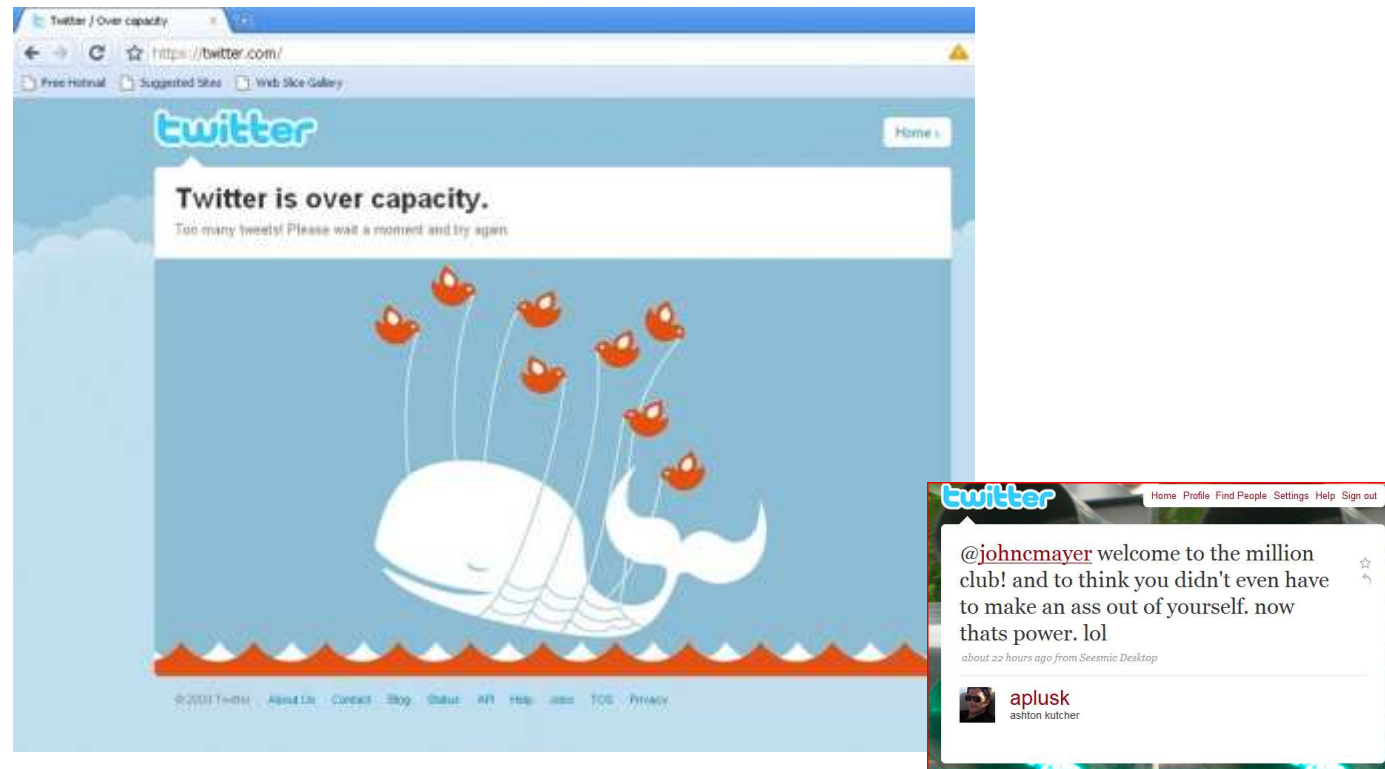 Twitter / Over capacity
https://twitter.com/
Free Hotmail Suggested Sites Web Slice Gallery
twitter
Home ›
Twitter is over capacity.
Too many tweets! Please wait a moment and try again.
© 2009 Twitter About Us Contact Blog Status API Help Jobs TOS Privacy
twitter
Home Profile Find People Settings Help Sign out
@johncmayer welcome to the million
club! and to think you didn't even have
to make an ass out of yourself. now
thats power. lol
about 22 hours ago from Seesmic Desktop
aplusk
ashton kutcher